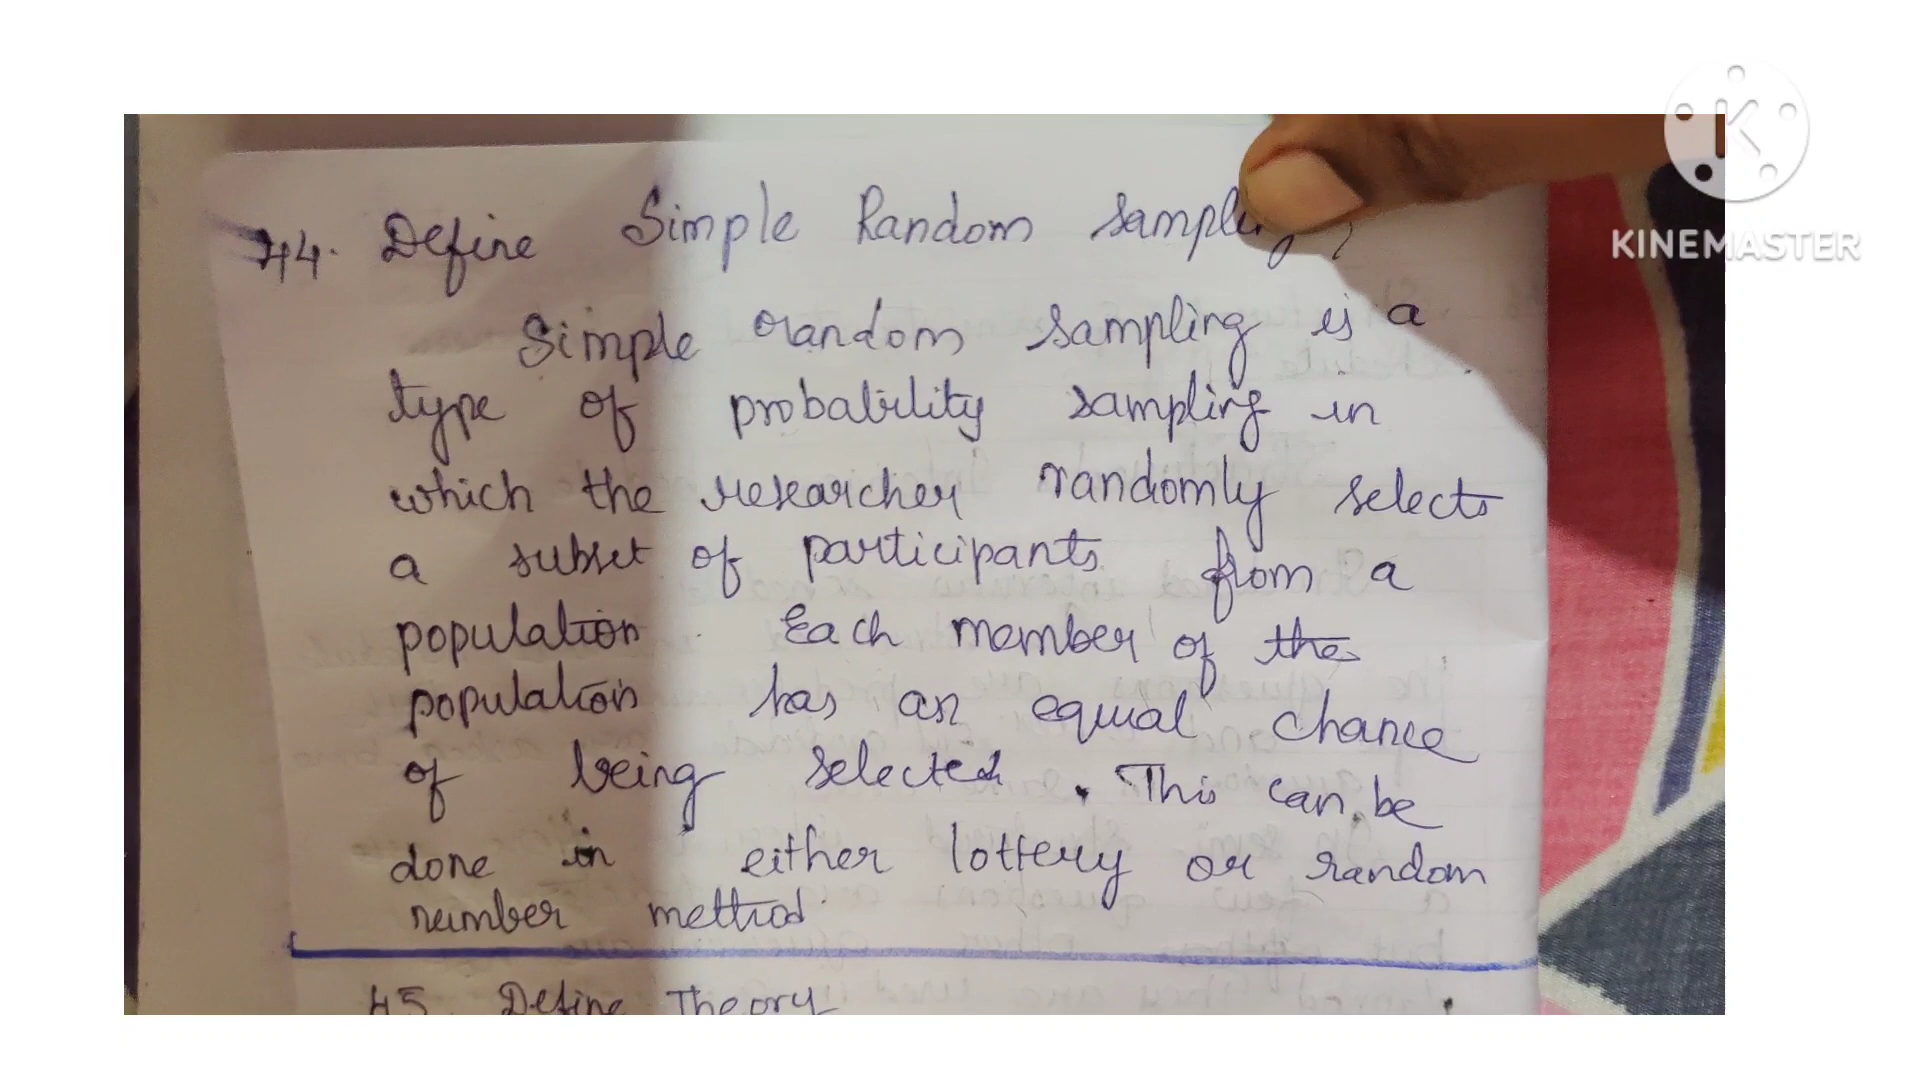 44. Define Simple Random Sampling?
Simple random sampling is a
type of probability sampling in
which the researcher randomly selects
a subset of participants from a
population. Each member of the
population has an equal chance
of being selected. This can be
done in either lottery or random
number method.
45. Define Theory
KINEMASTER